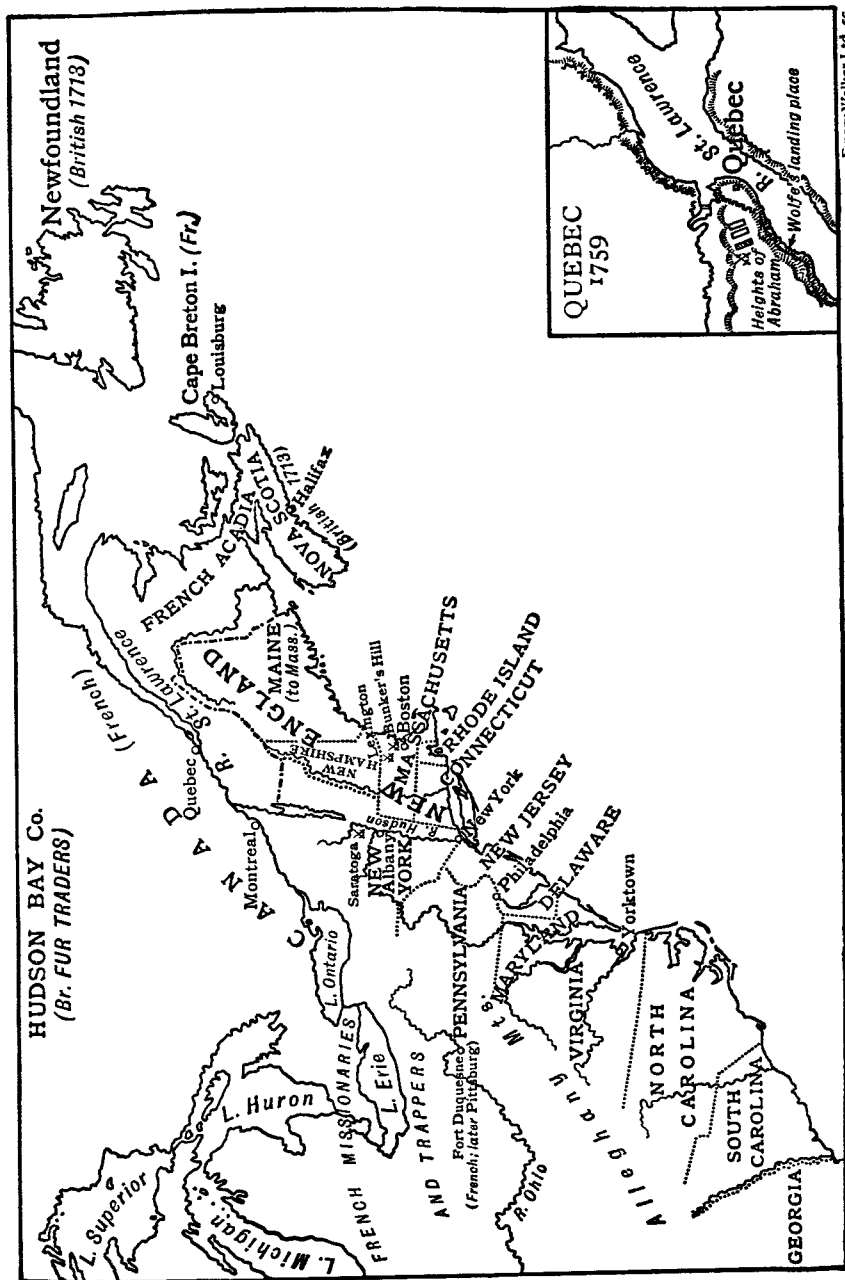 HUDSON BAY Co.
(Br. FUR TRADERS)
Newfoundland
(British 1713)
CANADA (French)
Cape Breton I. (Fr.)
Louisburg
St. Lawrence
R.
Quebec
Montreal
FRENCH ACADIA
NOVA SCOTIA
(British 1713)
Halifax
MAINE
(to Mass.)
NEW ENGLAND
NEW
HAMPSHIRE
Lexington
Bunker's Hill
Boston
MASSACHUSETTS
RHODE ISLAND
CONNECTICUT
Saratoga
Albany
NEW
YORK
R. Hudson
New York
NEW JERSEY
Philadelphia
DELAWARE
PENNSYLVANIA
MARYLAND
Yorktown
VIRGINIA
NORTH
CAROLINA
SOUTH
CAROLINA
GEORGIA
Alleghany Mts.
L. Superior
L. Michigan
L. Huron
L. Ontario
L. Erie
FRENCH MISSIONARIES
AND TRAPPERS
Fort Duquesne
(French; later Pittsburg)
R. Ohio
QUEBEC
1759
St. Lawrence
R.
Quebec
Heights of
Abraham
Wolfe's landing place